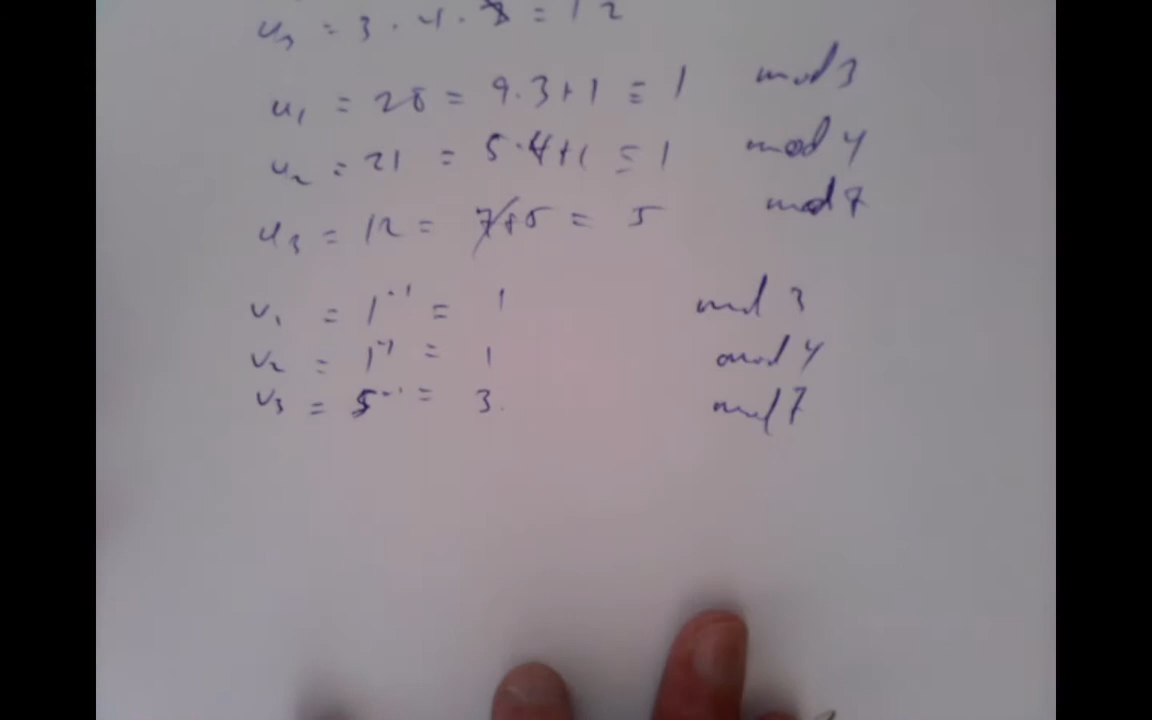 u₃ = 3 · 4 · 7̸ = 12
u₁ = 28 = 9·3+1 ≡ 1 mod 3
u₂ = 21 = 5·4+1 ≡ 1 mod 4
u₃ = 12 = 7̸+5 = 5 mod 7
v₁ = 1⁻¹ = 1 mod 3
v₂ = 1⁻¹ = 1 mod 4
v₃ = 5⁻¹ = 3 mod 7